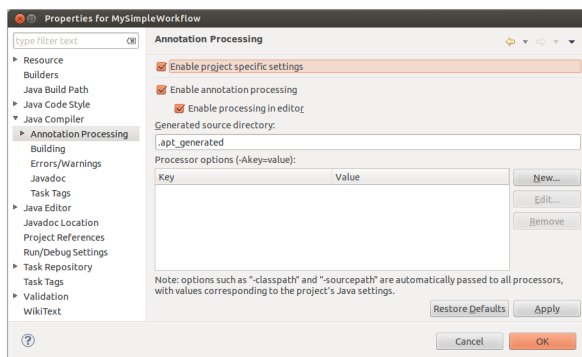 Properties for MySimpleWorkflow
type filter text
Resource
Builders
Java Build Path
Java Code Style
Java Compiler
Annotation Processing
Building
Errors/Warnings
Javadoc
Task Tags
Java Editor
Javadoc Location
Project References
Run/Debug Settings
Task Repository
Task Tags
Validation
WikiText
Annotation Processing
Enable project specific settings
Enable annotation processing
Enable processing in editor
Generated source directory:
.apt_generated
Processor options (-Akey=value):
Key Value
New...
Edit...
Remove
Note: options such as "-classpath" and "-sourcepath" are automatically passed to all processors,
with values corresponding to the project's Java settings.
Restore Defaults Apply
Cancel OK